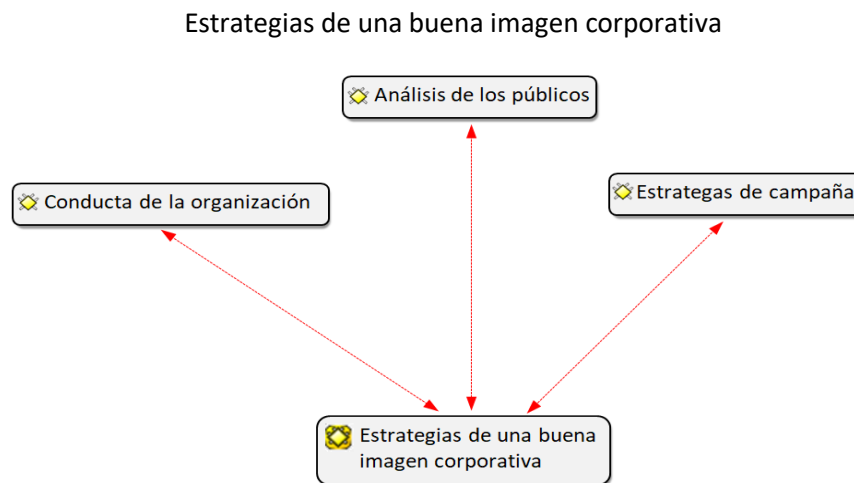 Estrategias de una buena imagen corporativa
Análisis de los públicos
Conducta de la organización
Estrategas de campaña
Estrategias de una buena
imagen corporativa